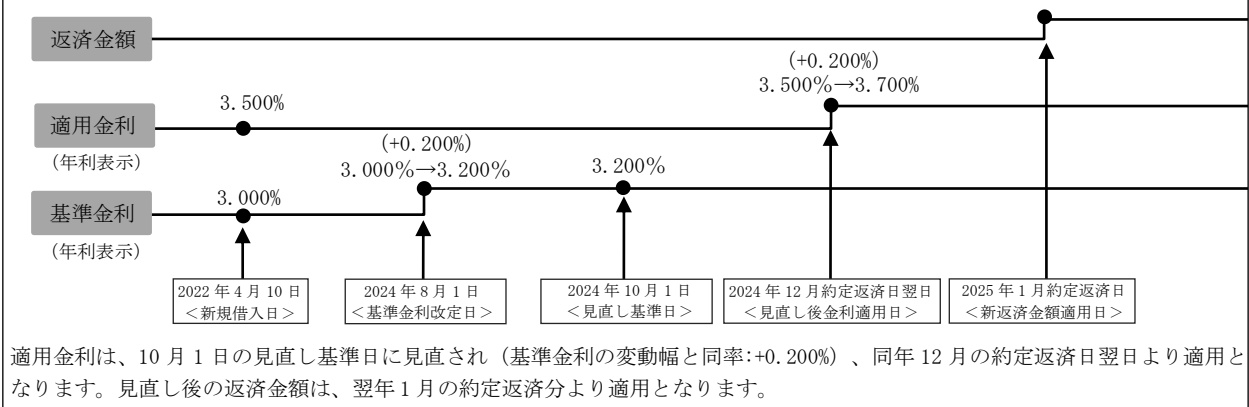 返済金額
(+0.200%)
3.500%→3.700%
3.500%
適用金利
(年利表示)
(+0.200%)
3.000%→3.200%
3.200%
3.000%
基準金利
(年利表示)
2022年4月10日
＜新規借入日＞
2024年8月1日
＜基準金利改定日＞
2024年10月1日
＜見直し基準日＞
2024年12月約定返済日翌日
＜見直し後金利適用日＞
2025年1月約定返済日
＜新返済金額適用日＞
適用金利は、10月1日の見直し基準日に見直され（基準金利の変動幅と同率:+0.200%）、同年12月の約定返済日翌日より適用と
なります。見直し後の返済金額は、翌年1月の約定返済分より適用となります。